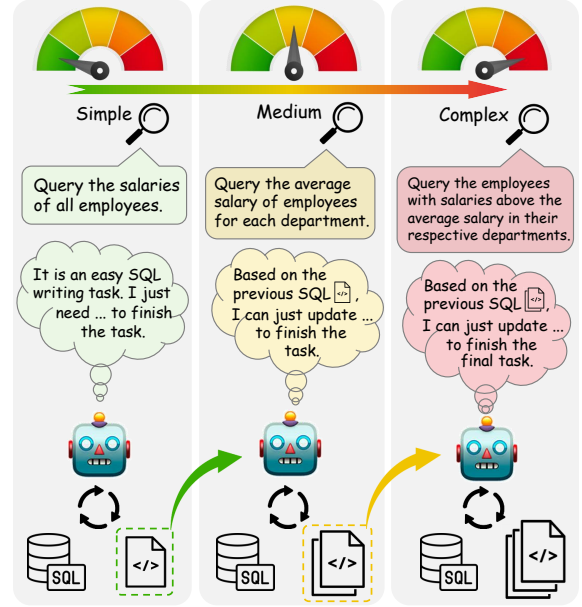 Simple
Medium
Complex
Query the salaries
of all employees.
Query the average
salary of employees
for each department.
Query the employees
with salaries above the
average salary in their
respective departments.
It is an easy SQL
writing task. I just
need ... to finish
the task.
Based on the
previous SQL </> ,
I can just update ...
to finish the
task.
Based on the
previous SQL </> ,
I can just update ...
to finish the
final task.
SQL
</>
SQL
</>
SQL
</>